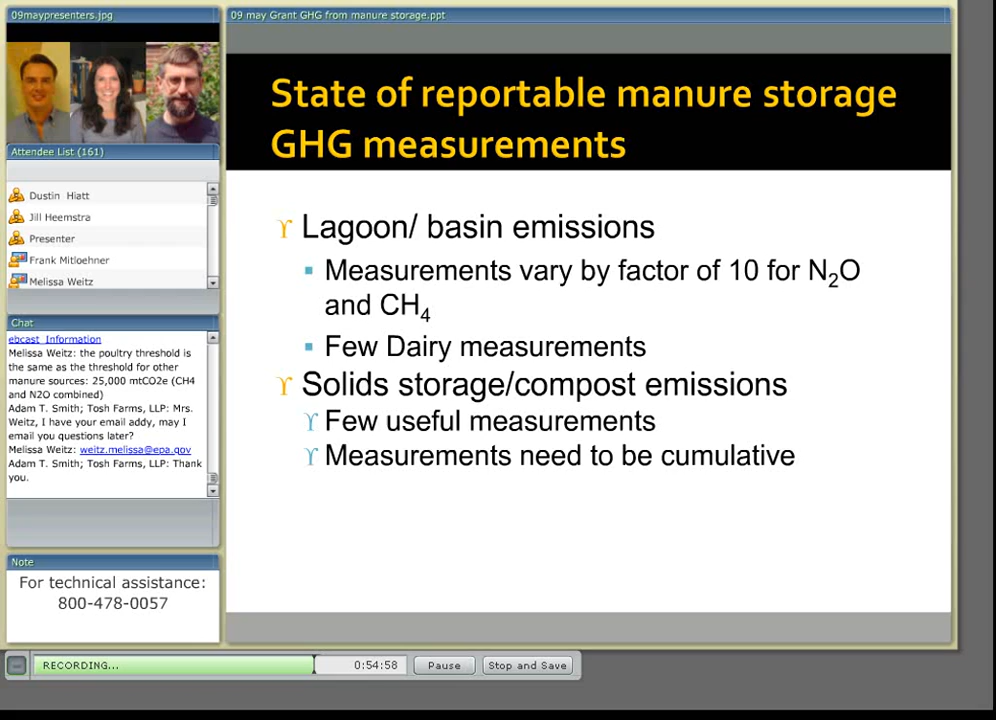 09maypresenters.jpg
Attendee List (161)
Dustin Hiatt
Jill Heemstra
Presenter
Frank Mitloehner
Melissa Weitz
Chat
ebcast Information
Melissa Weitz: the poultry threshold is
the same as the threshold for other
manure sources: 25,000 mtCO2e (CH4
and N2O combined)
Adam T. Smith; Tosh Farms, LLP: Mrs.
Weitz, I have your email addy, may I
email you questions later?
Melissa Weitz: weitz.melissa@epa.gov
Adam T. Smith; Tosh Farms, LLP: Thank
you.
Note
For technical assistance:
800-478-0057
09 may Grant GHG from manure storage.ppt
State of reportable manure storage
GHG measurements
Lagoon/ basin emissions
Measurements vary by factor of 10 for N₂O
and CH₄
Few Dairy measurements
Solids storage/compost emissions
Few useful measurements
Measurements need to be cumulative
RECORDING... 0:54:58 Pause Stop and Save